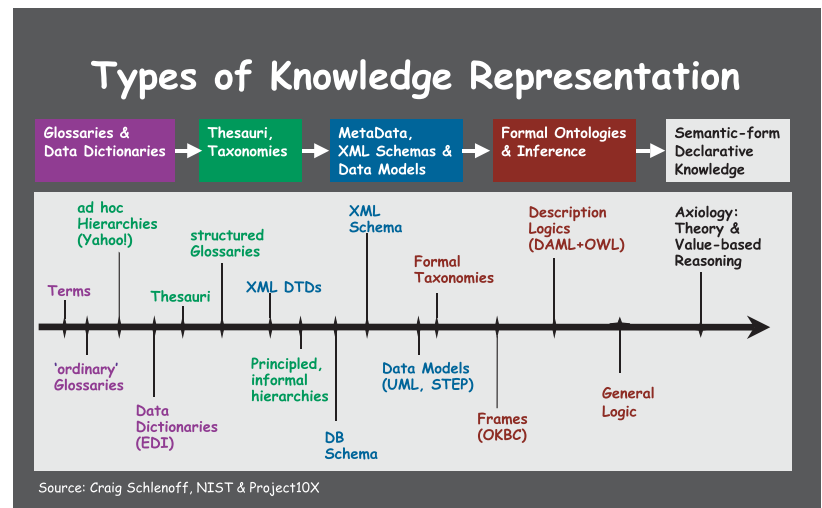 Types of Knowledge Representation
Glossaries &
Data Dictionaries
Thesauri,
Taxonomies
MetaData,
XML Schemas &
Data Models
Formal Ontologies
& Inference
Semantic-form
Declarative
Knowledge
ad hoc
Hierarchies
(Yahoo!)
structured
Glossaries
XML
Schema
Description
Logics
(DAML+OWL)
Axiology:
Theory &
Value-based
Reasoning
Terms
Thesauri
XML DTDs
Formal
Taxonomies
'ordinary'
Glossaries
Data
Dictionaries
(EDI)
Principled,
informal
hierarchies
DB
Schema
Data Models
(UML, STEP)
Frames
(OKBC)
General
Logic
Source: Craig Schlenoff, NIST & Project10X